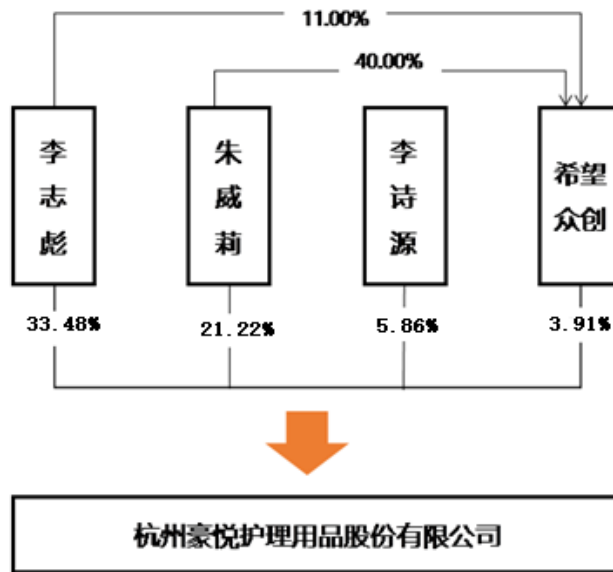 11.00%
40.00%
李志彪
朱威莉
李诗源
希望
众创
33.48%
21.22%
5.86%
3.91%
杭州豪悦护理用品股份有限公司